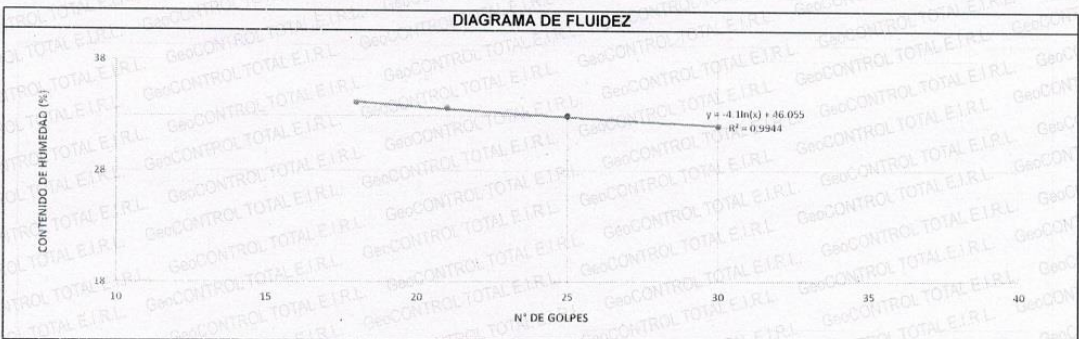 DIAGRAMA DE FLUIDEZ
CONTENIDO DE HUMEDAD (%)
38
28
18
y = -4.1ln(x) + 46.055
R² = 0.9944
10 15 20 25 30 35 40
N° DE GOLPES
GeoCONTROL TOTAL E.I.R.L.